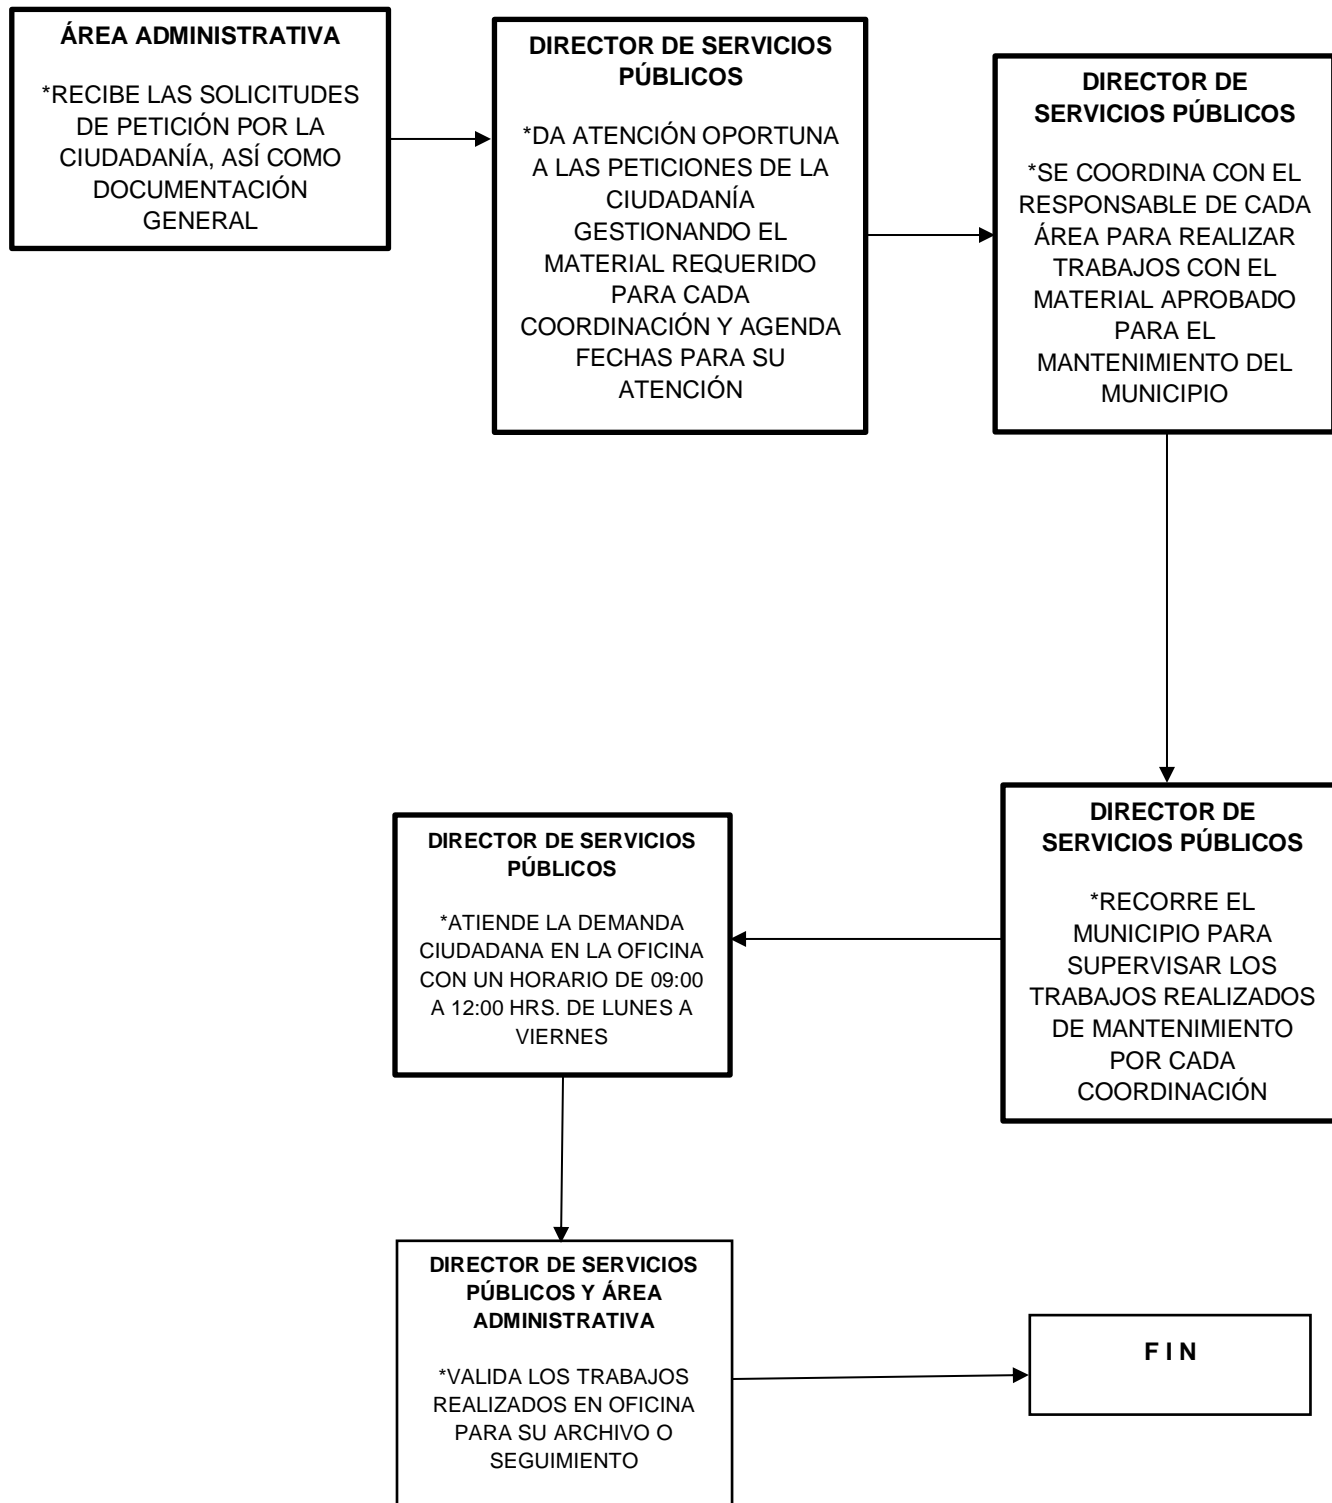 ÁREA ADMINISTRATIVA
*RECIBE LAS SOLICITUDES
DE PETICIÓN POR LA
CIUDADANÍA, ASÍ COMO
DOCUMENTACIÓN
GENERAL
DIRECTOR DE SERVICIOS
PÚBLICOS
*DA ATENCIÓN OPORTUNA
A LAS PETICIONES DE LA
CIUDADANÍA
GESTIONANDO EL
MATERIAL REQUERIDO
PARA CADA
COORDINACIÓN Y AGENDA
FECHAS PARA SU
ATENCIÓN
DIRECTOR DE
SERVICIOS PÚBLICOS
*SE COORDINA CON EL
RESPONSABLE DE CADA
ÁREA PARA REALIZAR
TRABAJOS CON EL
MATERIAL APROBADO
PARA EL
MANTENIMIENTO DEL
MUNICIPIO
DIRECTOR DE
SERVICIOS PÚBLICOS
*RECORRE EL
MUNICIPIO PARA
SUPERVISAR LOS
TRABAJOS REALIZADOS
DE MANTENIMIENTO
POR CADA
COORDINACIÓN
DIRECTOR DE SERVICIOS
PÚBLICOS
*ATIENDE LA DEMANDA
CIUDADANA EN LA OFICINA
CON UN HORARIO DE 09:00
A 12:00 HRS. DE LUNES A
VIERNES
DIRECTOR DE SERVICIOS
PÚBLICOS Y ÁREA
ADMINISTRATIVA
*VALIDA LOS TRABAJOS
REALIZADOS EN OFICINA
PARA SU ARCHIVO O
SEGUIMIENTO
F I N